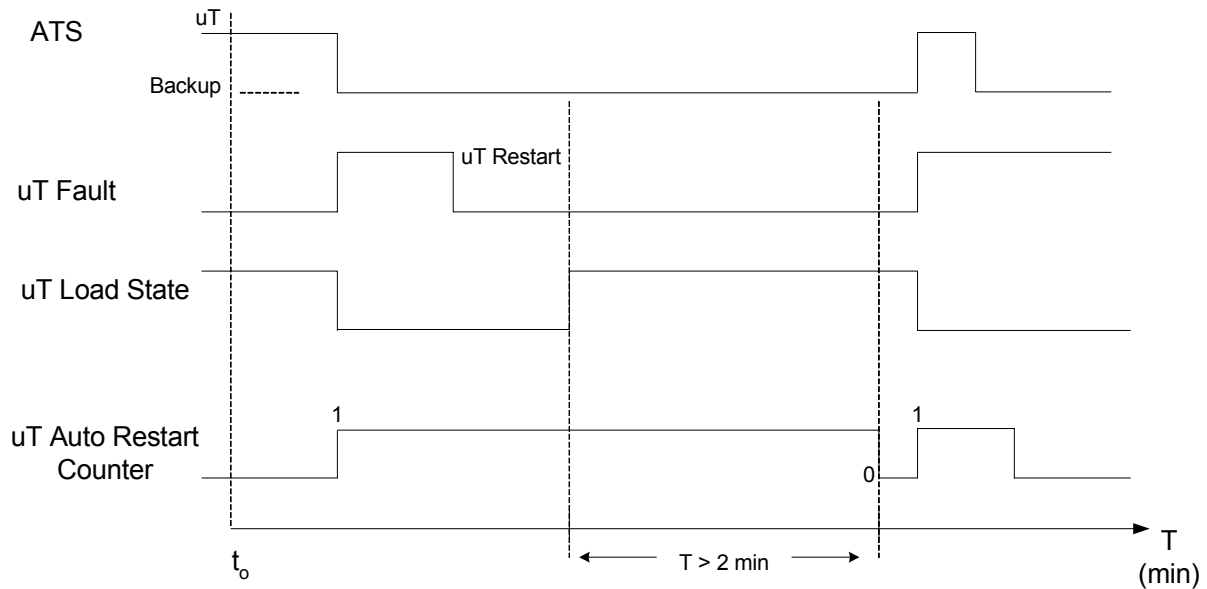 ATS
uT
Backup
uT Fault
uT Restart
uT Load State
uT Auto Restart
Counter
1
0
1
to
T > 2 min
T
(min)